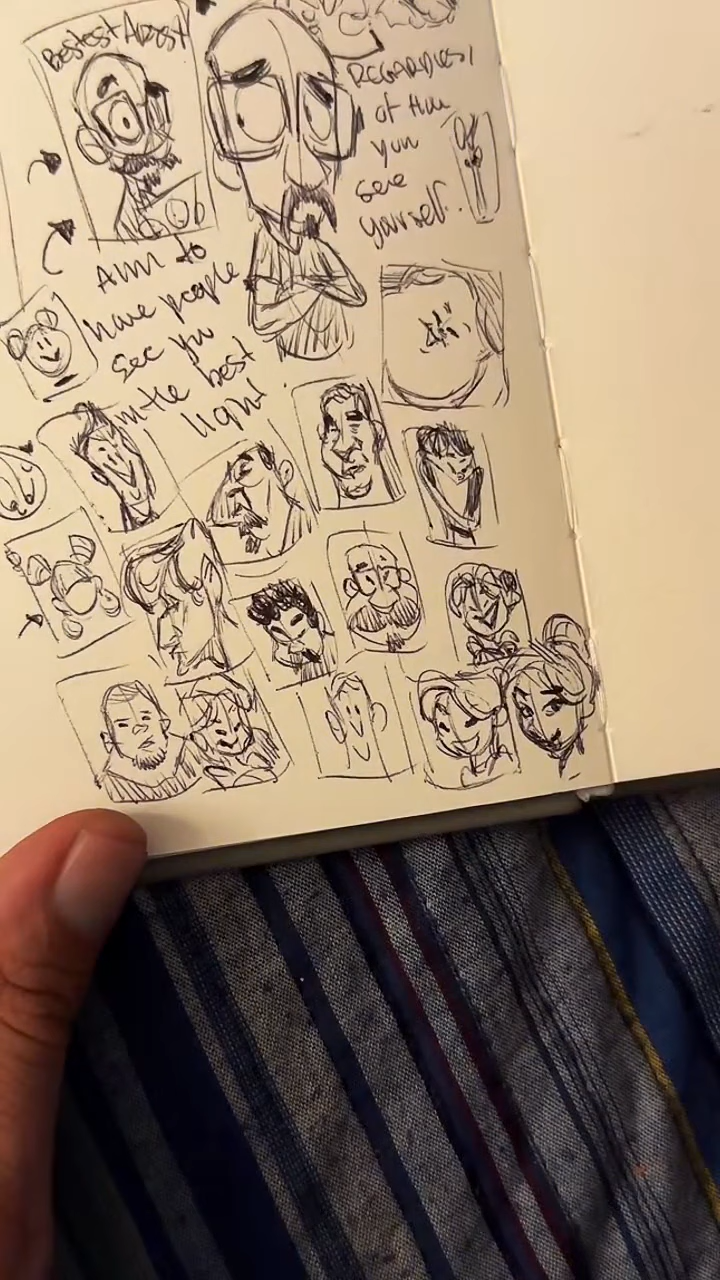 Bestest Artist
Aim to
have people
see you
in the best
light
REGARDLESS
of how
you
see
yourself.